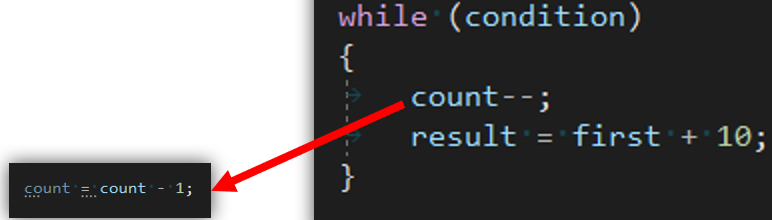 while (condition)
{
count--;
result = first + 10;
}
count = count - 1;